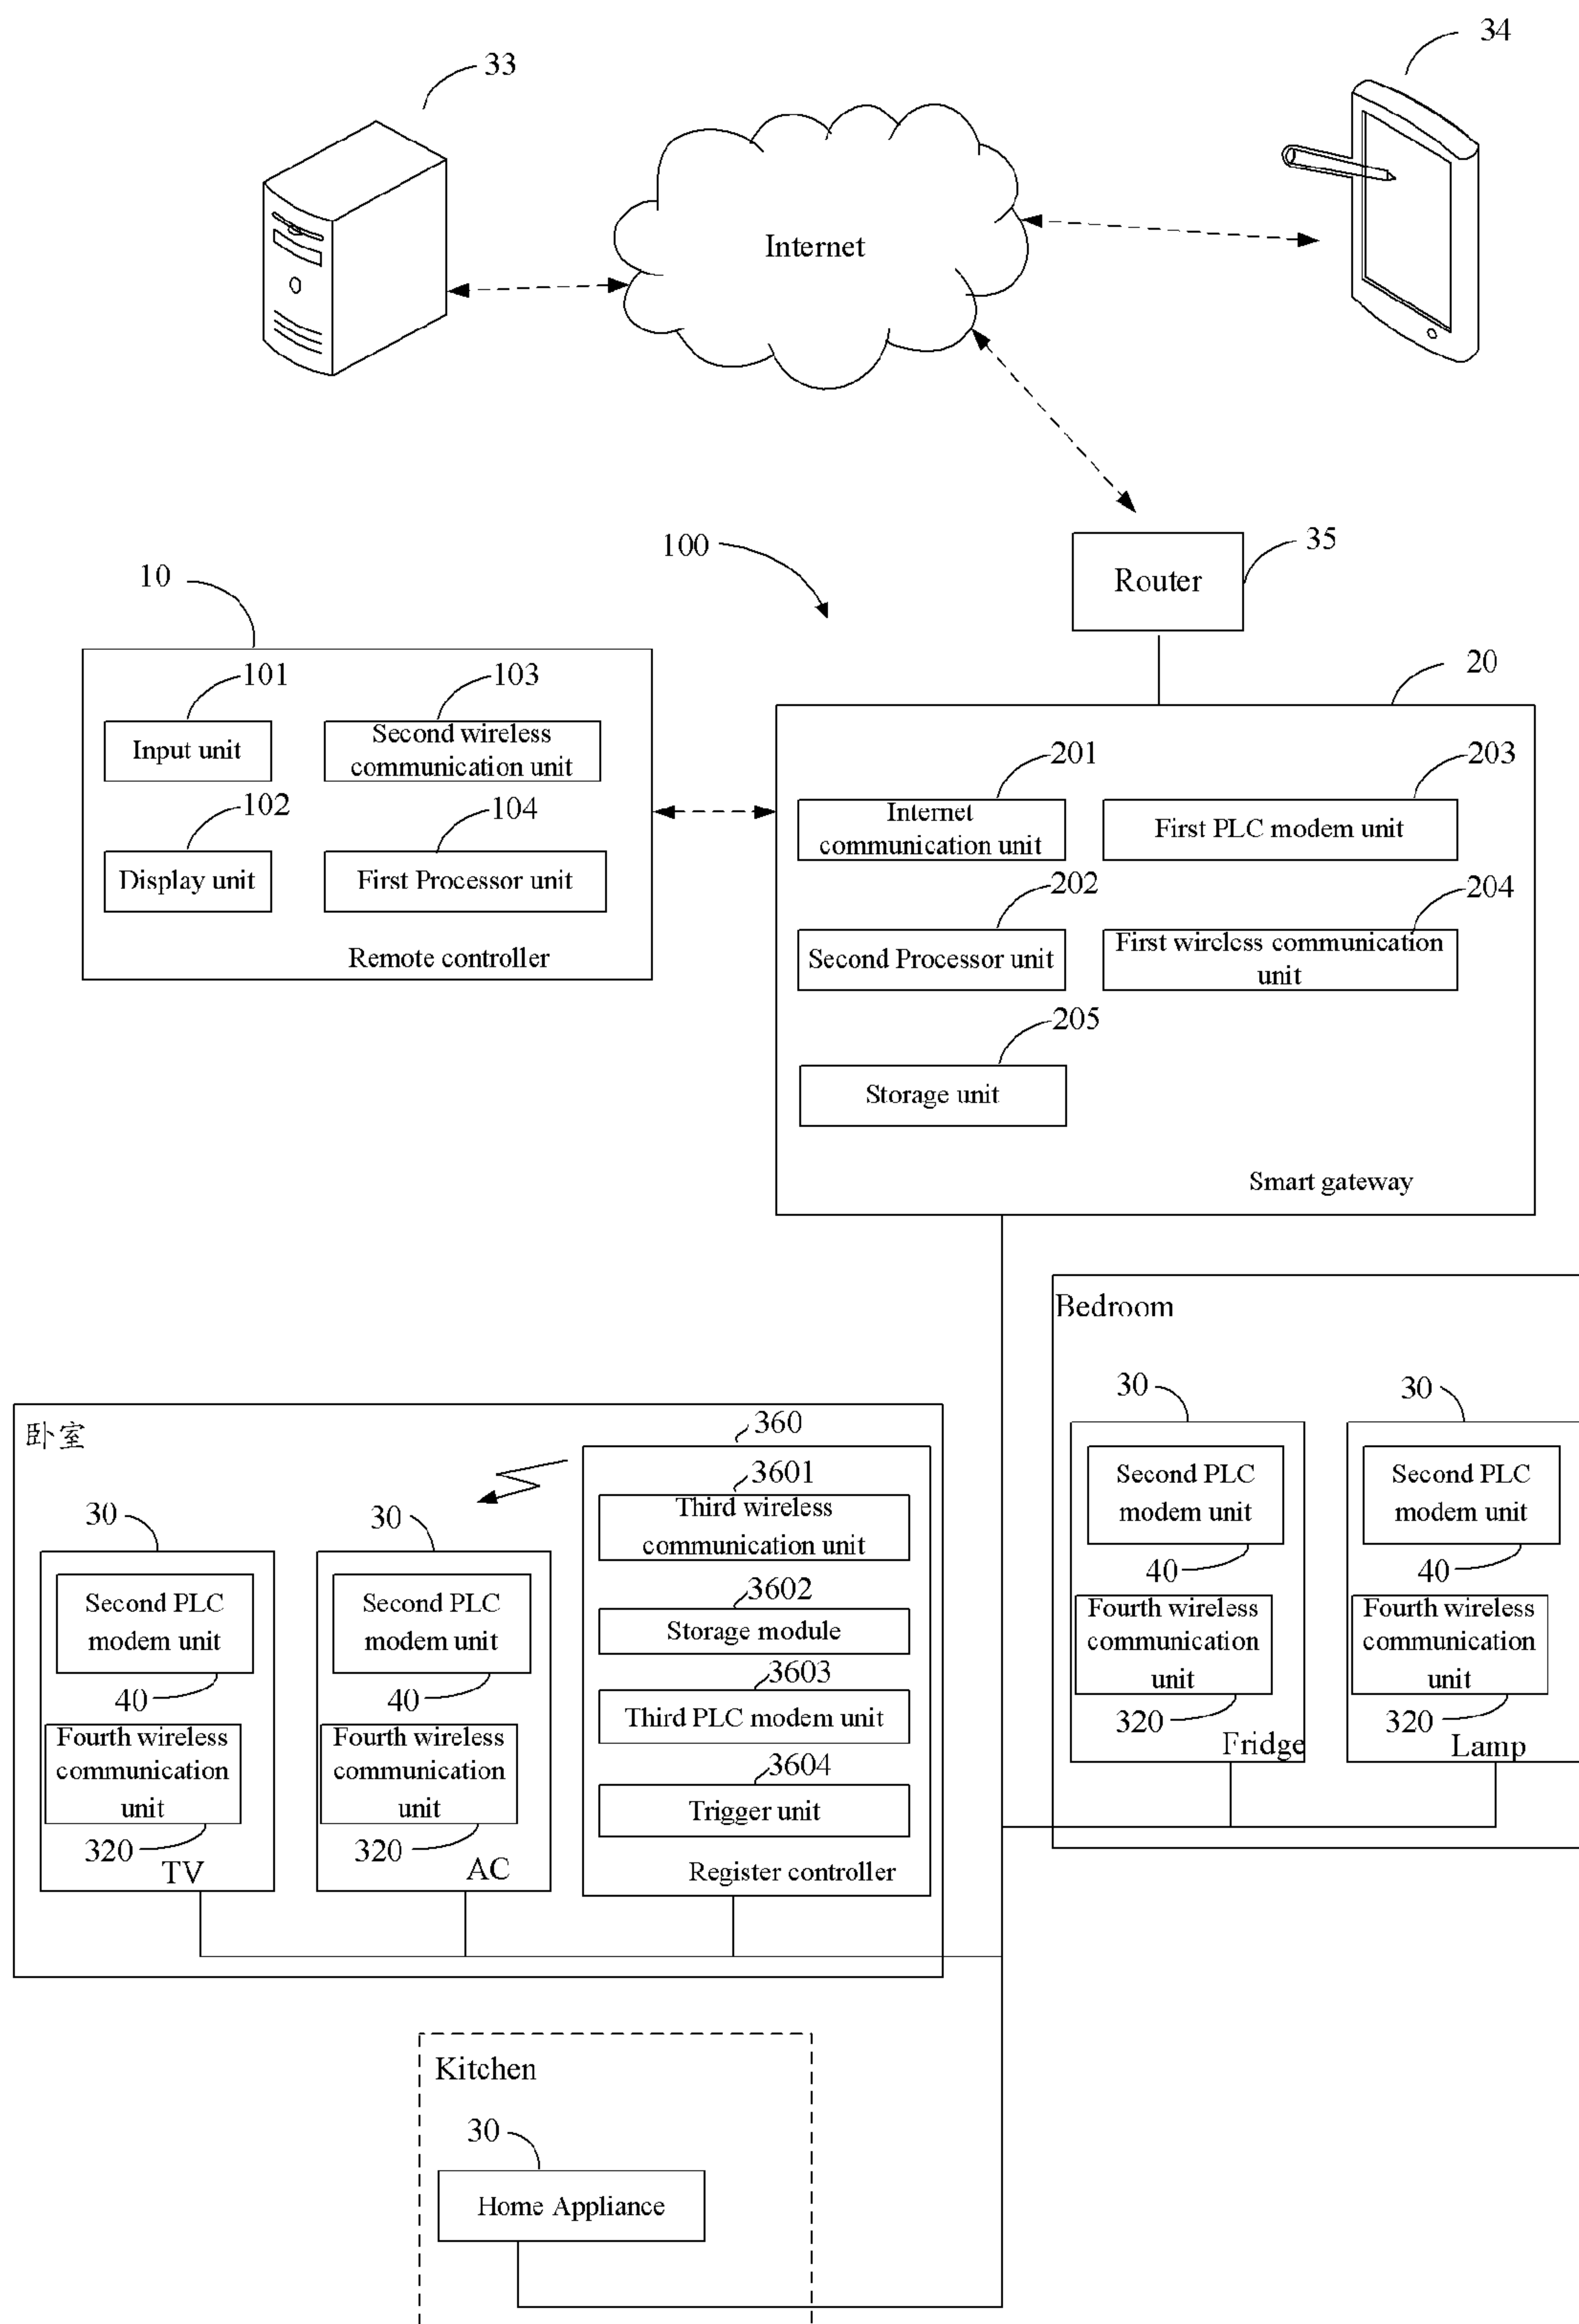 33
34
Internet
100
35
Router
10
101
103
Input unit
Second wireless
communication unit
102
104
Display unit
First Processor unit
Remote controller
20
201
203
Internet
communication unit
First PLC modem unit
202
204
Second Processor unit
First wireless communication
unit
205
Storage unit
Smart gateway
Bedroom
30
30
Second PLC
modem unit
Second PLC
modem unit
40
40
Fourth wireless
communication
unit
Fourth wireless
communication
unit
320
320
Fridge
Lamp
卧室
360
3601
Third wireless
communication unit
30
30
Second PLC
modem unit
Second PLC
modem unit
3602
Storage module
40
40
3603
Third PLC modem unit
Fourth wireless
communication
unit
Fourth wireless
communication
unit
3604
Trigger unit
320
320
TV
AC
Register controller
Kitchen
30
Home Appliance